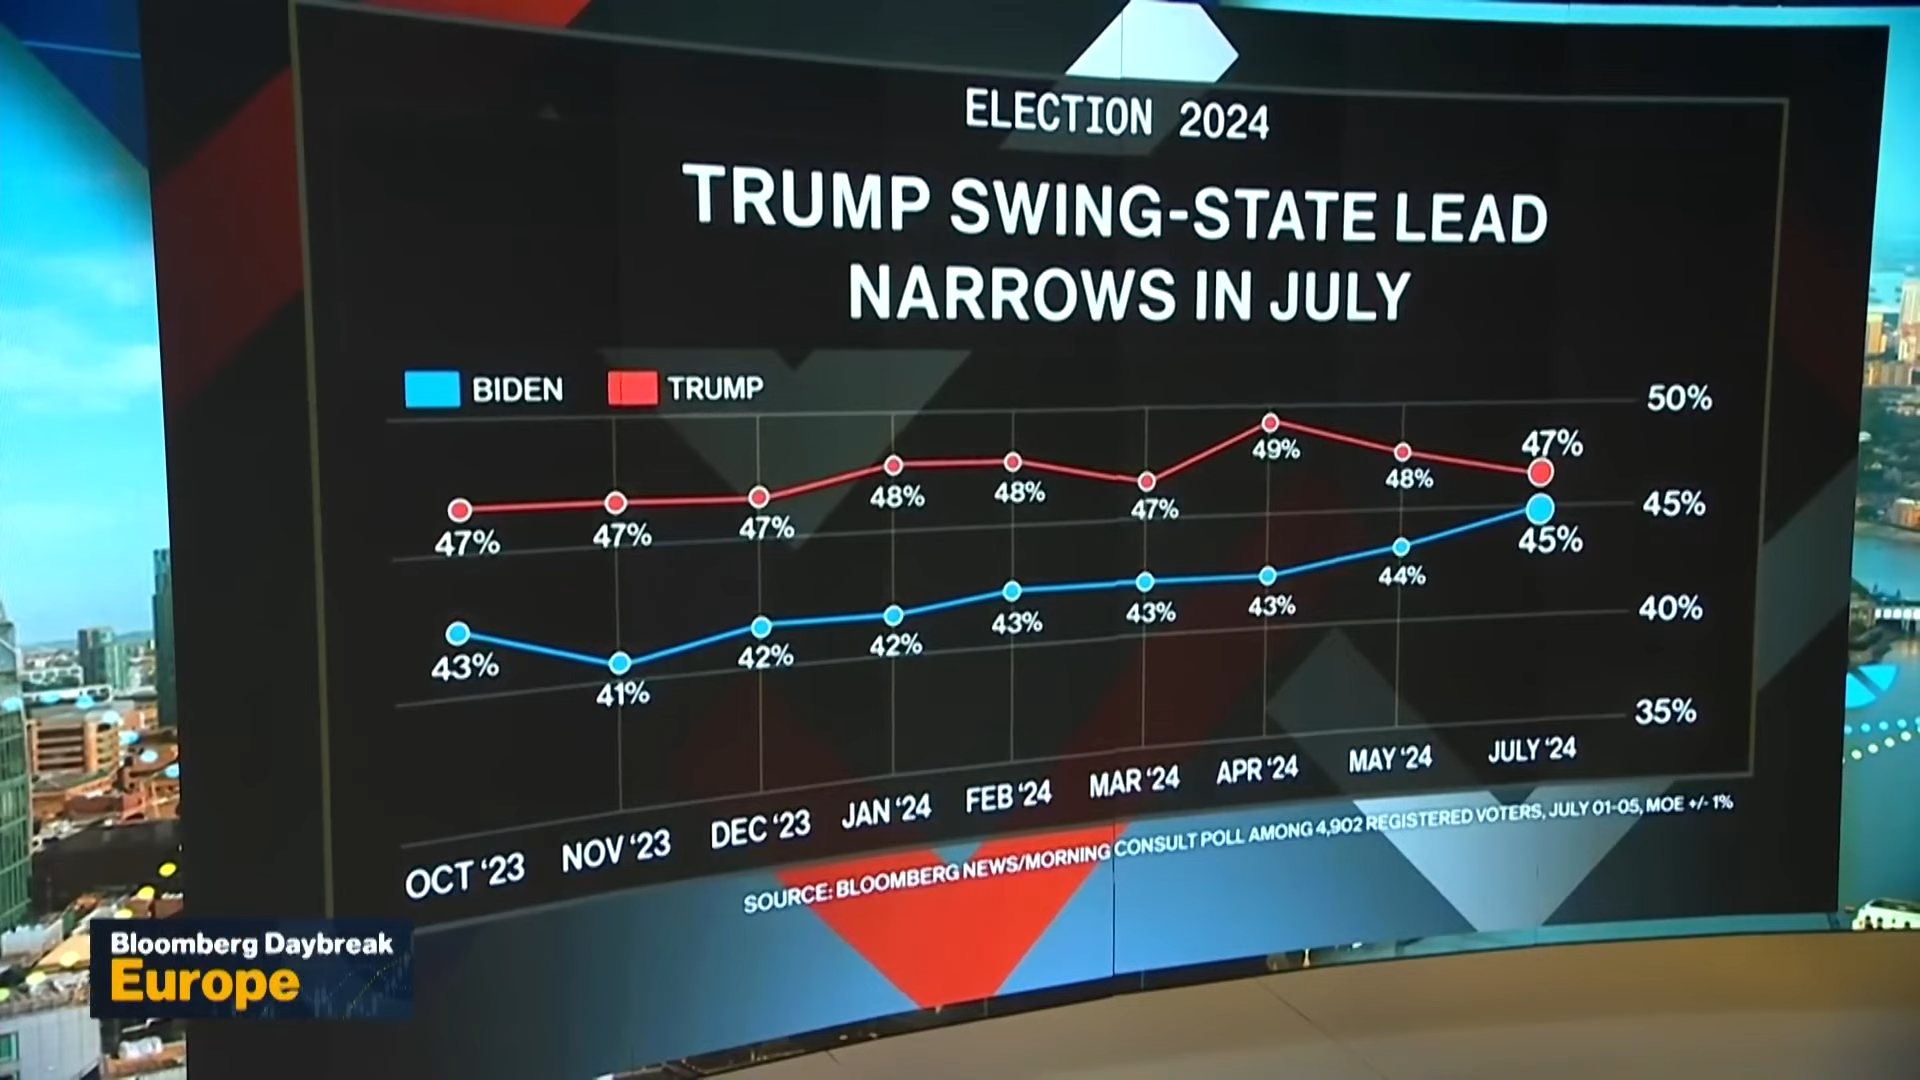 ELECTION 2024
TRUMP SWING-STATE LEAD
NARROWS IN JULY
BIDEN TRUMP
50%
45%
40%
35%
47% 47% 47% 48% 48% 47% 49% 48% 47%
43% 41% 42% 42% 43% 43% 43% 44% 45%
OCT '23 NOV '23 DEC '23 JAN '24 FEB '24 MAR '24 APR '24 MAY '24 JULY '24
SOURCE: BLOOMBERG NEWS/MORNING CONSULT POLL AMONG 4,902 REGISTERED VOTERS, JULY 01-05, MOE +/- 1%
Bloomberg Daybreak
Europe